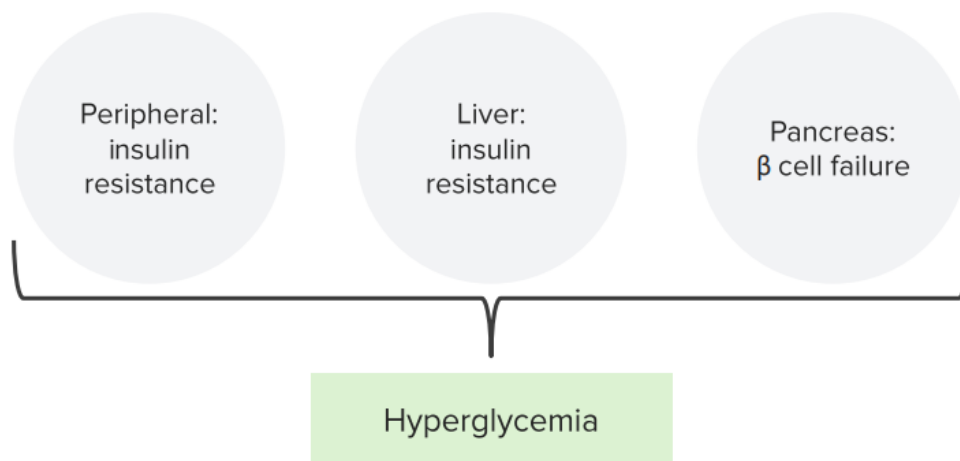 Peripheral:
insulin
resistance
Liver:
insulin
resistance
Pancreas:
β cell failure
Hyperglycemia